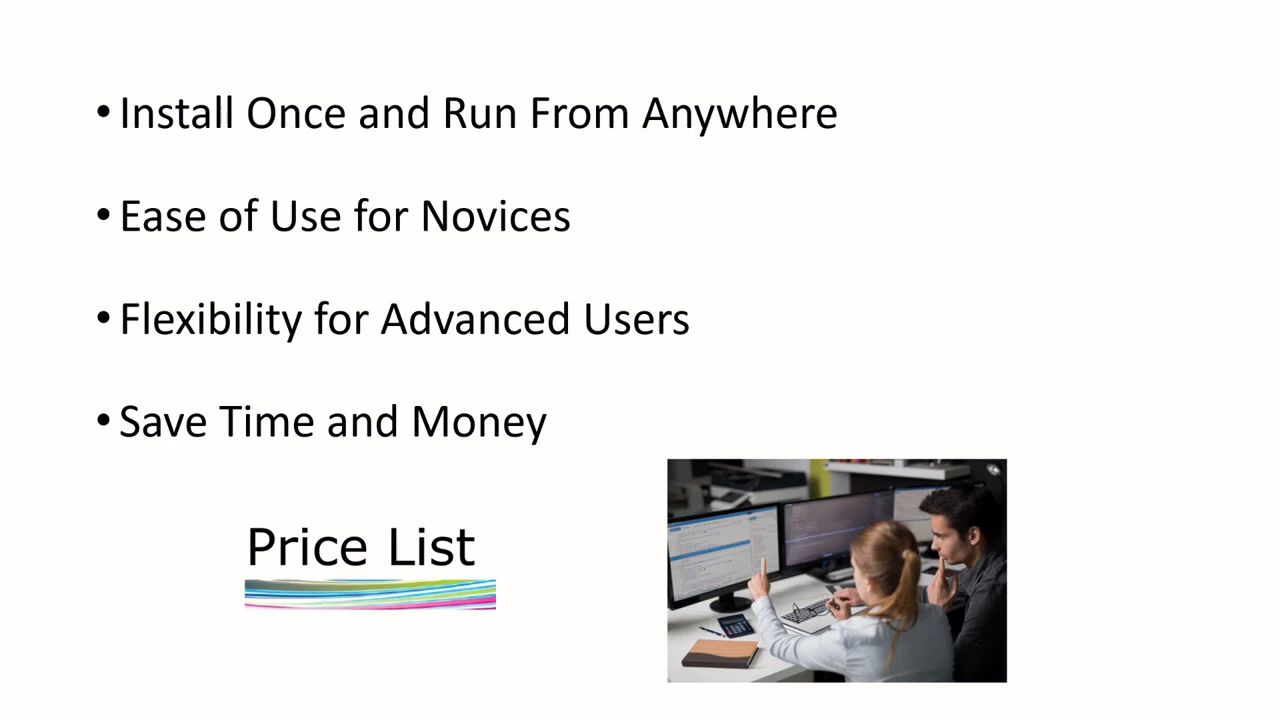 • Install Once and Run From Anywhere
• Ease of Use for Novices
• Flexibility for Advanced Users
• Save Time and Money
Price List